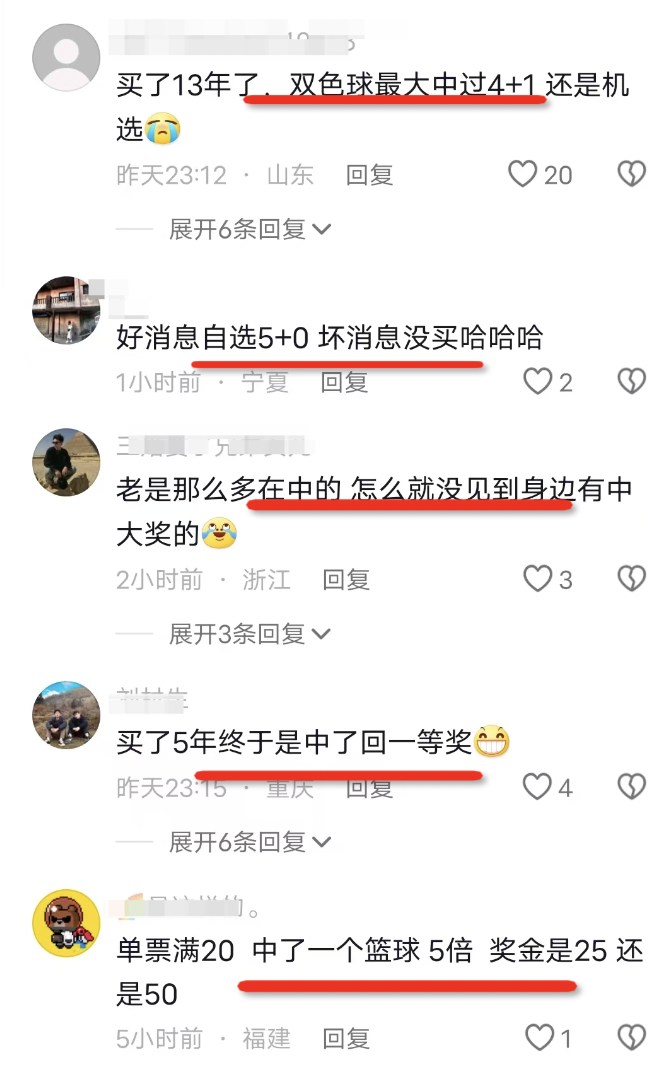 买了13年了，双色球最大中过4+1 还是机
选😭
昨天23:12 · 山东 回复 20
展开6条回复
好消息自选5+0 坏消息没买哈哈哈
1小时前 · 宁夏 回复 2
老是那么多在中的 怎么就没见到身边有中
大奖的🤣
2小时前 · 浙江 回复 3
展开3条回复
买了5年终于是中了回一等奖😁
昨天23:15 · 重庆 回复 4
展开6条回复
单票满20 中了一个篮球 5倍 奖金是25 还
是50
5小时前 · 福建 回复 1